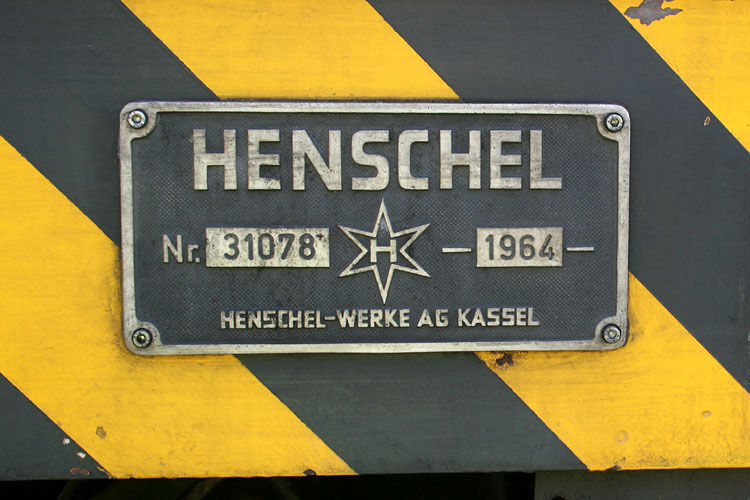 HENSCHEL
Nr. 31078 H — 1964 —
HENSCHEL-WERKE AG KASSEL